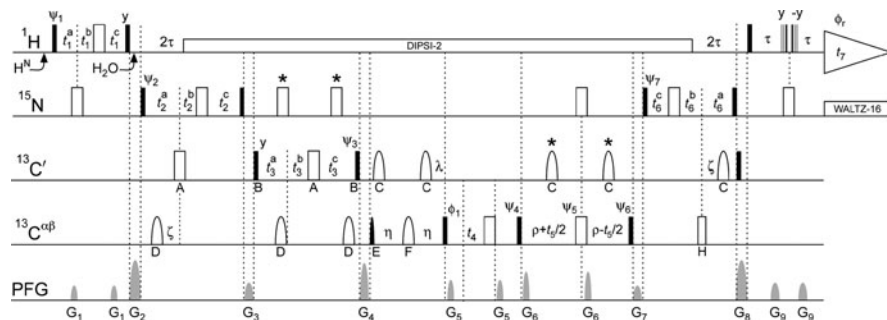 ψ1 y y -y ϕr
1H t1a t1b t1c 2τ DIPSI-2 2τ τ τ t7
HN H2O
ψ2 * * ψ7
15N t2a t2b t2c t6c t6b t6a WALTZ-16
y ψ3 * *
13C′ t3a t3b t3c λ ζ
A B A B C C C C C
ϕ1 ψ4 ψ5 ψ6
13Cαβ ζ η η t4 ρ+t5/2 ρ-t5/2
D D D E F H
PFG
G1 G1 G2 G3 G4 G5 G5 G6 G6 G7 G8 G9 G9